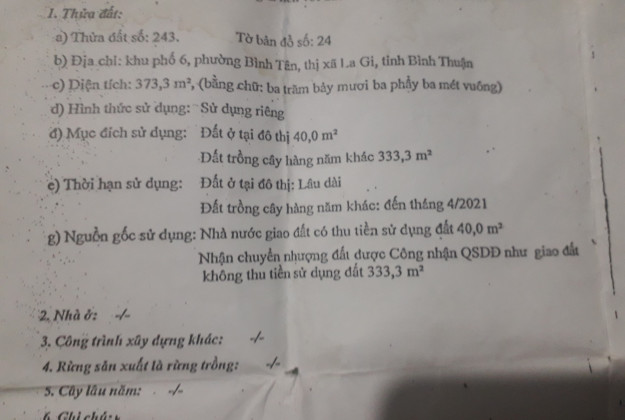 1. Thửa đất:
a) Thửa đất số: 243. Tờ bản đồ số: 24
b) Địa chỉ: khu phố 6, phường Bình Tân, thị xã La Gi, tỉnh Bình Thuận
c) Diện tích: 373,3 m², (bằng chữ: ba trăm bảy mươi ba phẩy ba mét vuông)
d) Hình thức sử dụng: Sử dụng riêng
đ) Mục đích sử dụng: Đất ở tại đô thị 40,0 m²
Đất trồng cây hàng năm khác 333,3 m²
e) Thời hạn sử dụng: Đất ở tại đô thị: Lâu dài
Đất trồng cây hàng năm khác: đến tháng 4/2021
g) Nguồn gốc sử dụng: Nhà nước giao đất có thu tiền sử dụng đất 40,0 m²
Nhận chuyển nhượng đất được Công nhận QSDĐ như giao đất
không thu tiền sử dụng đất 333,3 m²
2. Nhà ở: -/-
3. Công trình xây dựng khác: -/-
4. Rừng sản xuất là rừng trồng: -/-
5. Cây lâu năm: -/-
6. Ghi chú: